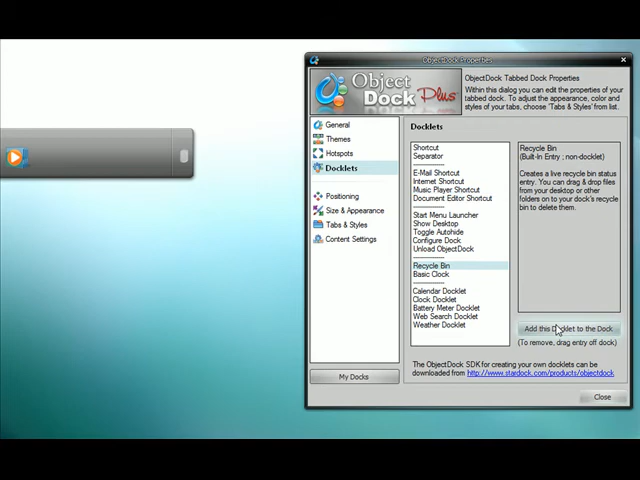 ObjectDock Properties
Object
Dock Plus
ObjectDock Tabbed Dock Properties
Within this dialog you can edit the properties of your
tabbed dock. To adjust the appearance, color and
styles of your tabs, choose 'Tabs & Styles' from list.
General
Themes
Hotspots
Docklets
Positioning
Size & Appearance
Tabs & Styles
Content Settings
My Docks
Docklets
Shortcut
Separator
E-Mail Shortcut
Internet Shortcut
Music Player Shortcut
Document Editor Shortcut
Start Menu Launcher
Show Desktop
Toggle Autohide
Configure Dock
Unload ObjectDock
Recycle Bin
Basic Clock
Calendar Docklet
Clock Docklet
Battery Meter Docklet
Web Search Docklet
Weather Docklet
Recycle Bin
(Built-In Entry ; non-docklet)
Creates a live recycle bin status
entry. You can drag & drop files
from your desktop or other
folders on to your dock's recycle
bin to delete them.
Add this Docklet to the Dock
(To remove, drag entry off dock)
The ObjectDock SDK for creating your own docklets can be
downloaded from http://www.stardock.com/products/objectdock
Close